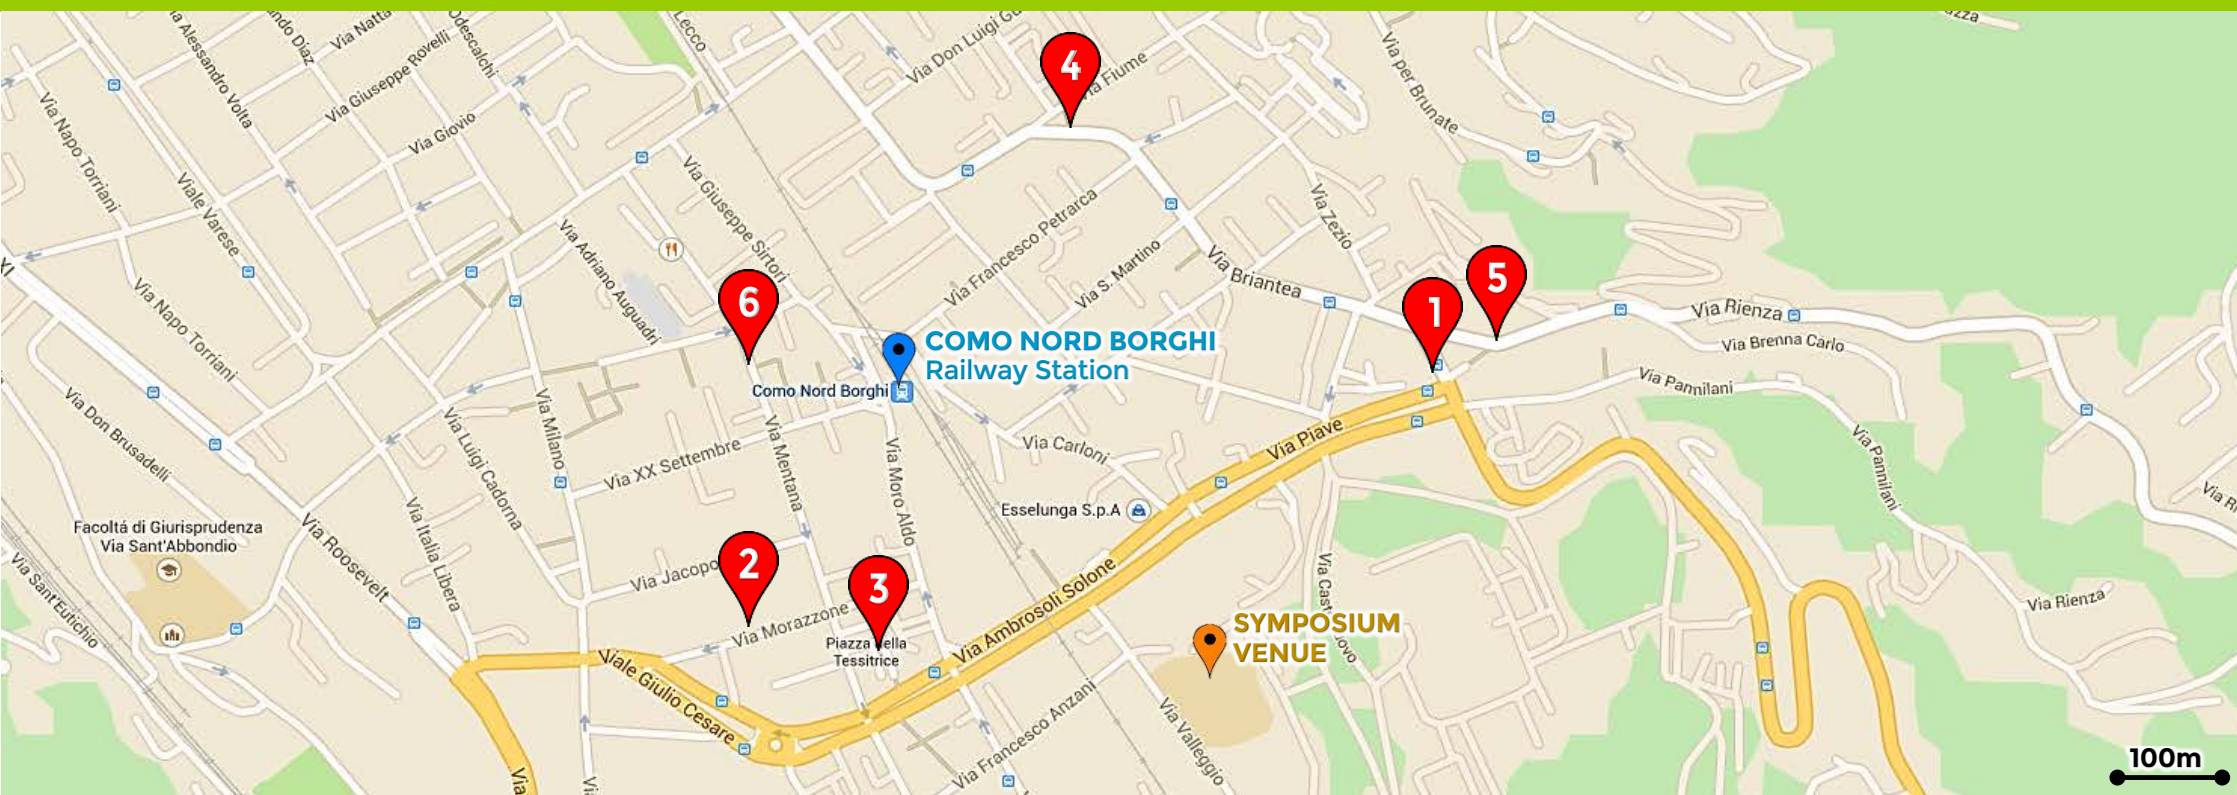 Via Natta
Lecco
Via Don Luigi Gu
Via Alessandro Volta
Via Giuseppe Rovelli
Odescalchi
4
Via Fiume
Via per Brunate
Via Napo Torriani
Via Giovio
Viale Varese
Via Giuseppe Sirtori
Via Zezio
Via Francesco Petrarca
Via Adriano Auguadri
Via S. Martino
Via Briantea
XI
Via Napo Torriani
6
1
5
Via Rienza
Via Brenna Carlo
COMO NORD BORGHI
Railway Station
Como Nord Borghi
Via Pannilani
Via Don Brusadelli
Via Luigi Cadorna
Via Milano
Via Mentana
Via Moro Aldo
Via Carloni
Via Piave
Via XX Settembre
Via Pannilani
Esselunga S.p.A
Facoltá di Giurisprudenza
Via Sant'Abbondio
Via Roosevelt
Via Italia Libera
Via Sant'Eutichio
2
Via Jacopo
3
Via Morazzone
Piazza della
Tessitrice
Via Ambrosoli Solone
SYMPOSIUM
VENUE
Via Rienza
Viale Giulio Cesare
Via Francesco Anzani
Via Valleggio
Via
Via
100m